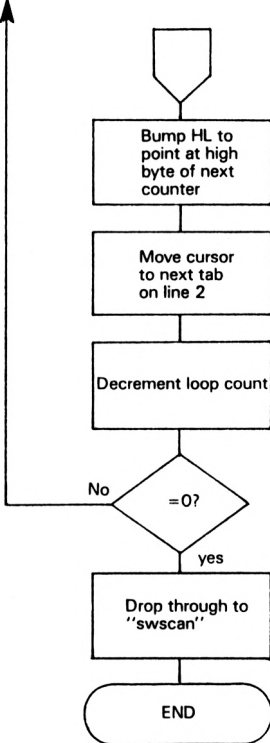 Bump HL to
point at high
byte of next
counter
Move cursor
to next tab
on line 2
Decrement loop count
=0?
No
yes
Drop through to
"swscan"
END